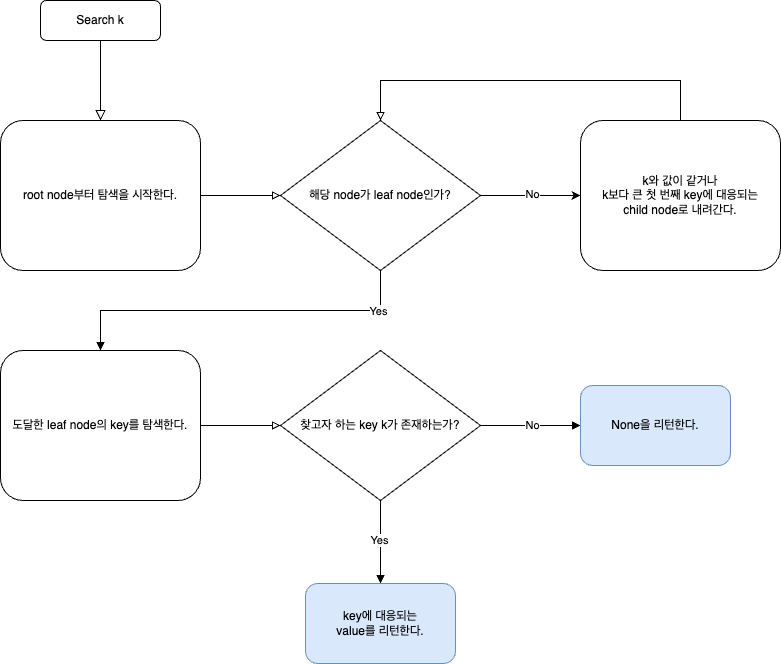 Search k
root node부터 탐색을 시작한다.
해당 node가 leaf node인가?
No
k와 값이 같거나
k보다 큰 첫 번째 key에 대응되는
child node로 내려간다.
Yes
도달한 leaf node의 key를 탐색한다.
찾고자 하는 key k가 존재하는가?
No
None을 리턴한다.
Yes
key에 대응되는
value를 리턴한다.